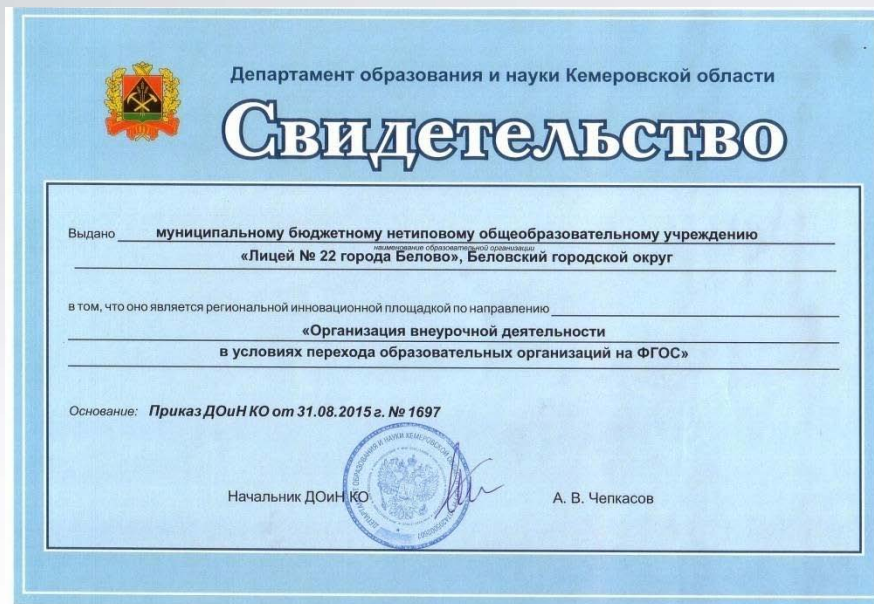 Департамент образования и науки Кемеровской области
Свидетельство
Выдано муниципальному бюджетному нетиповому общеобразовательному учреждению
наименование образовательной организации
«Лицей № 22 города Белово», Беловский городской округ
в том, что оно является региональной инновационной площадкой по направлению
«Организация внеурочной деятельности
в условиях перехода образовательных организаций на ФГОС»
Основание: Приказ ДОиН КО от 31.08.2015 г. № 1697
Начальник ДОиН КО
А. В. Чепкасов